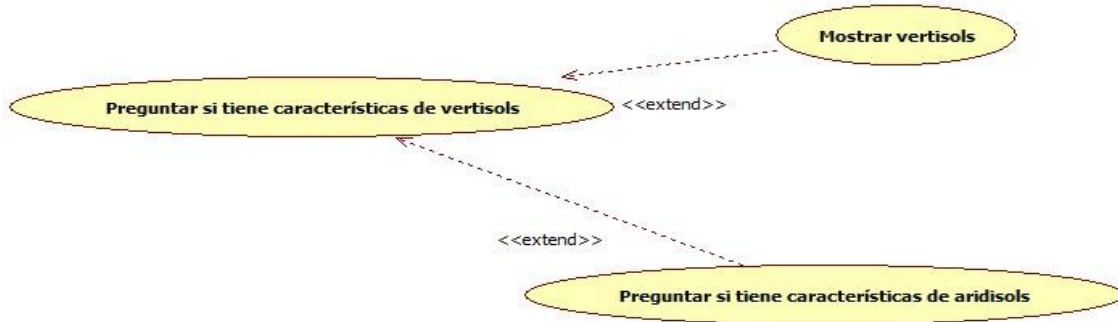 Mostrar vertisols
Preguntar si tiene características de vertisols
<<extend>>
<<extend>>
Preguntar si tiene características de aridisols